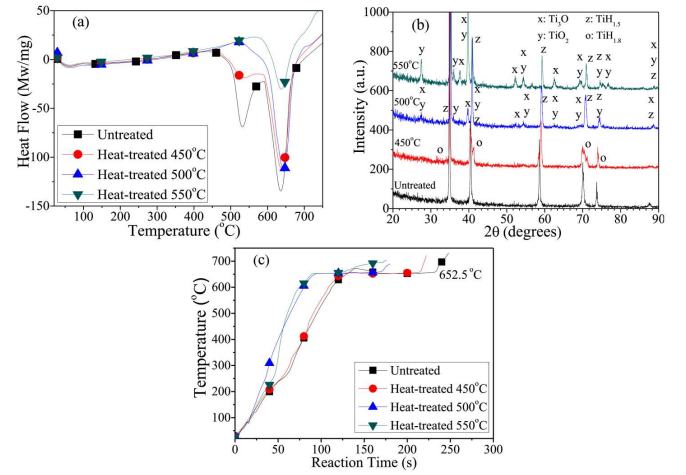 (a)
50
0
-50
-100
-150
Heat Flow (Mw/mg)
Untreated
Heat-treated 450°C
Heat-treated 500°C
Heat-treated 550°C
0 100 200 300 400 500 600 700
Temperature (°C)
(b)
x: Ti₃O z: TiH₁.₅
y: TiO₂ o: TiH₁.₈
1000
800
600
400
200
0
Intensity (a.u.)
550°C
500°C
450°C
Untreated
y
y
x
x
x
z
z
x
x
y
x
x
y
z
z
y
x
x
z
y
x
y
z
y
x
x
y
z
z
x
x
y
z
x
y
z
z
y
x
z
o
o
o
o
20 30 40 50 60 70 80 90
2θ (degrees)
(c)
700
600
500
400
300
200
100
0
Temperature (°C)
652.5°C
Untreated
Heat-treated 450°C
Heat-treated 500°C
Heat-treated 550°C
0 50 100 150 200 250 300
Reaction Time (s)